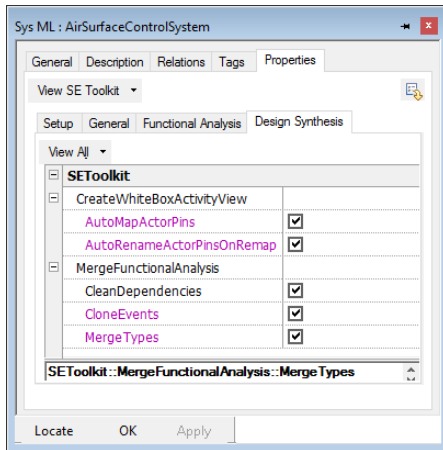 Sys ML : AirSurfaceControlSystem
General Description Relations Tags Properties
View SE Toolkit
Setup General Functional Analysis Design Synthesis
View All
SEToolkit
CreateWhiteBoxActivityView
AutoMapActorPins
AutoRenameActorPinsOnRemap
MergeFunctionalAnalysis
CleanDependencies
CloneEvents
MergeTypes
SEToolkit::MergeFunctionalAnalysis::MergeTypes
Locate OK Apply